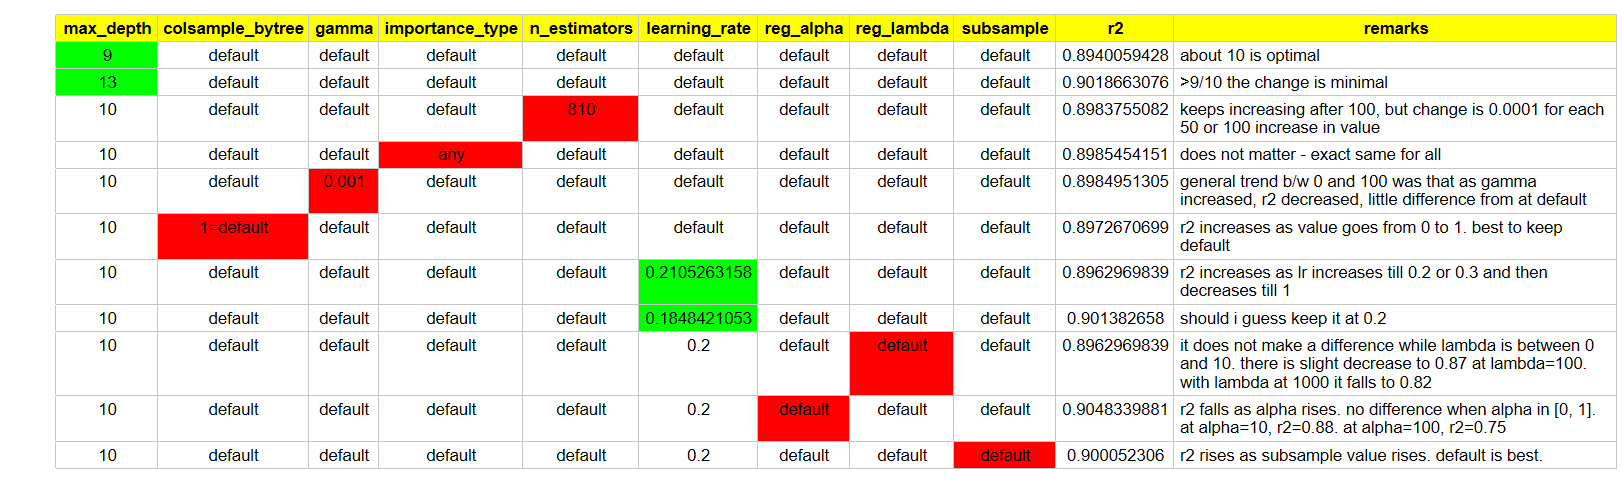 max_depth colsample_bytree gamma importance_type n_estimators learning_rate reg_alpha reg_lambda subsample r2 remarks
9 default default default default default default default default 0.8940059428 about 10 is optimal
13 default default default default default default default default 0.9018663076 >9/10 the change is minimal
10 default default default 810 default default default default 0.8983755082 keeps increasing after 100, but change is 0.0001 for each
50 or 100 increase in value
10 default default any default default default default default 0.8985454151 does not matter - exact same for all
10 default 0.001 default default default default default default 0.8984951305 general trend b/w 0 and 100 was that as gamma
increased, r2 decreased, little difference from at default
10 1=default default default default default default default default 0.8972670699 r2 increases as value goes from 0 to 1. best to keep
default
10 default default default default 0.2105263158 default default default 0.8962969839 r2 increases as lr increases till 0.2 or 0.3 and then
decreases till 1
10 default default default default 0.1848421053 default default default 0.901382658 should i guess keep it at 0.2
10 default default default default 0.2 default default default 0.8962969839 it does not make a difference while lambda is between 0
and 10. there is slight decrease to 0.87 at lambda=100.
with lambda at 1000 it falls to 0.82
10 default default default default 0.2 default default default 0.9048339881 r2 falls as alpha rises. no difference when alpha in [0, 1].
at alpha=10, r2=0.88. at alpha=100, r2=0.75
10 default default default default 0.2 default default default 0.900052306 r2 rises as subsample value rises. default is best.